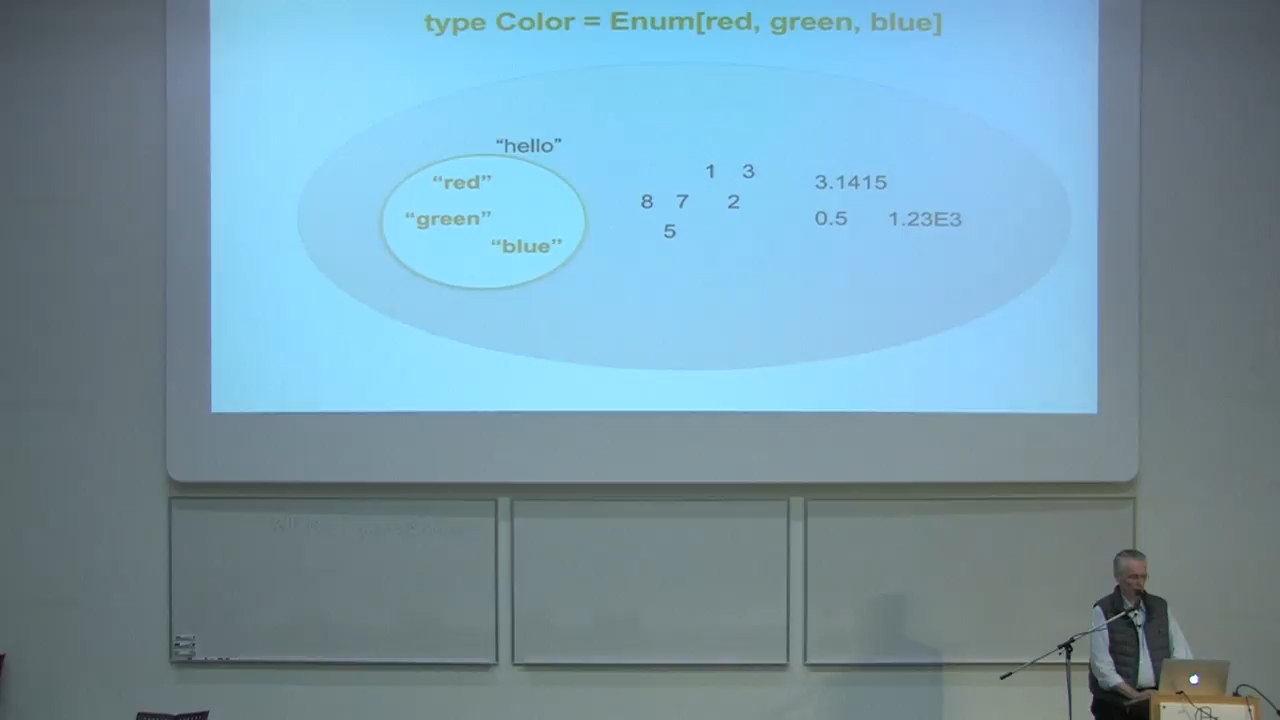 type Color = Enum[red, green, blue]
“hello”
“red”
1 3
3.1415
8 7 2
“green”
0.5 1.23E3
5
“blue”